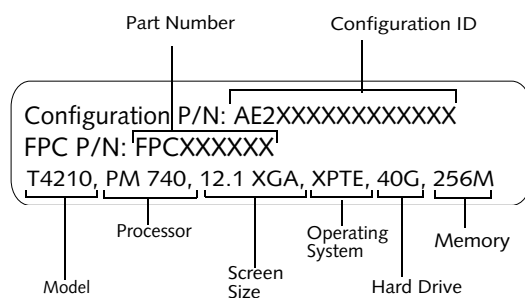 Part Number
Configuration ID
Configuration P/N: AE2XXXXXXXXXXXX
FPC P/N: FPCXXXXXX
T4210, PM 740, 12.1 XGA, XPTE, 40G, 256M
Processor
Operating
System
Memory
Model
Screen
Size
Hard Drive